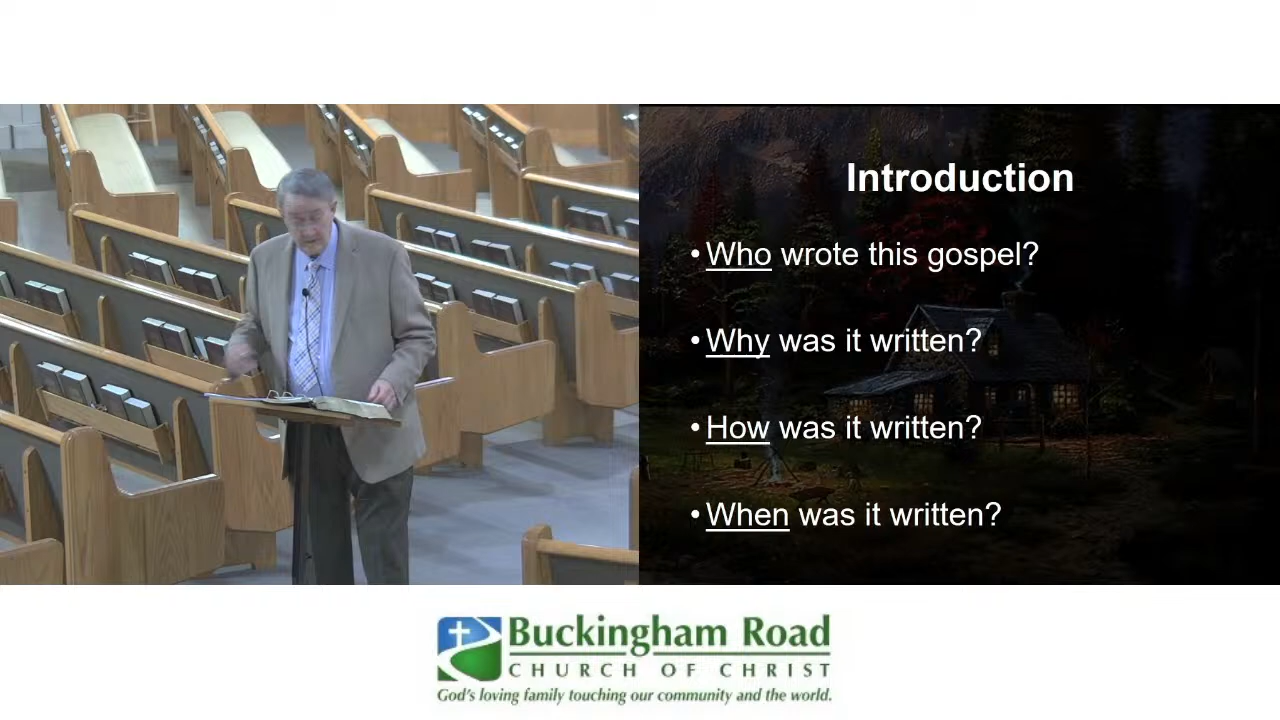 Introduction
• Who wrote this gospel?
• Why was it written?
• How was it written?
• When was it written?
Buckingham Road
CHURCH OF CHRIST
God's loving family touching our community and the world.